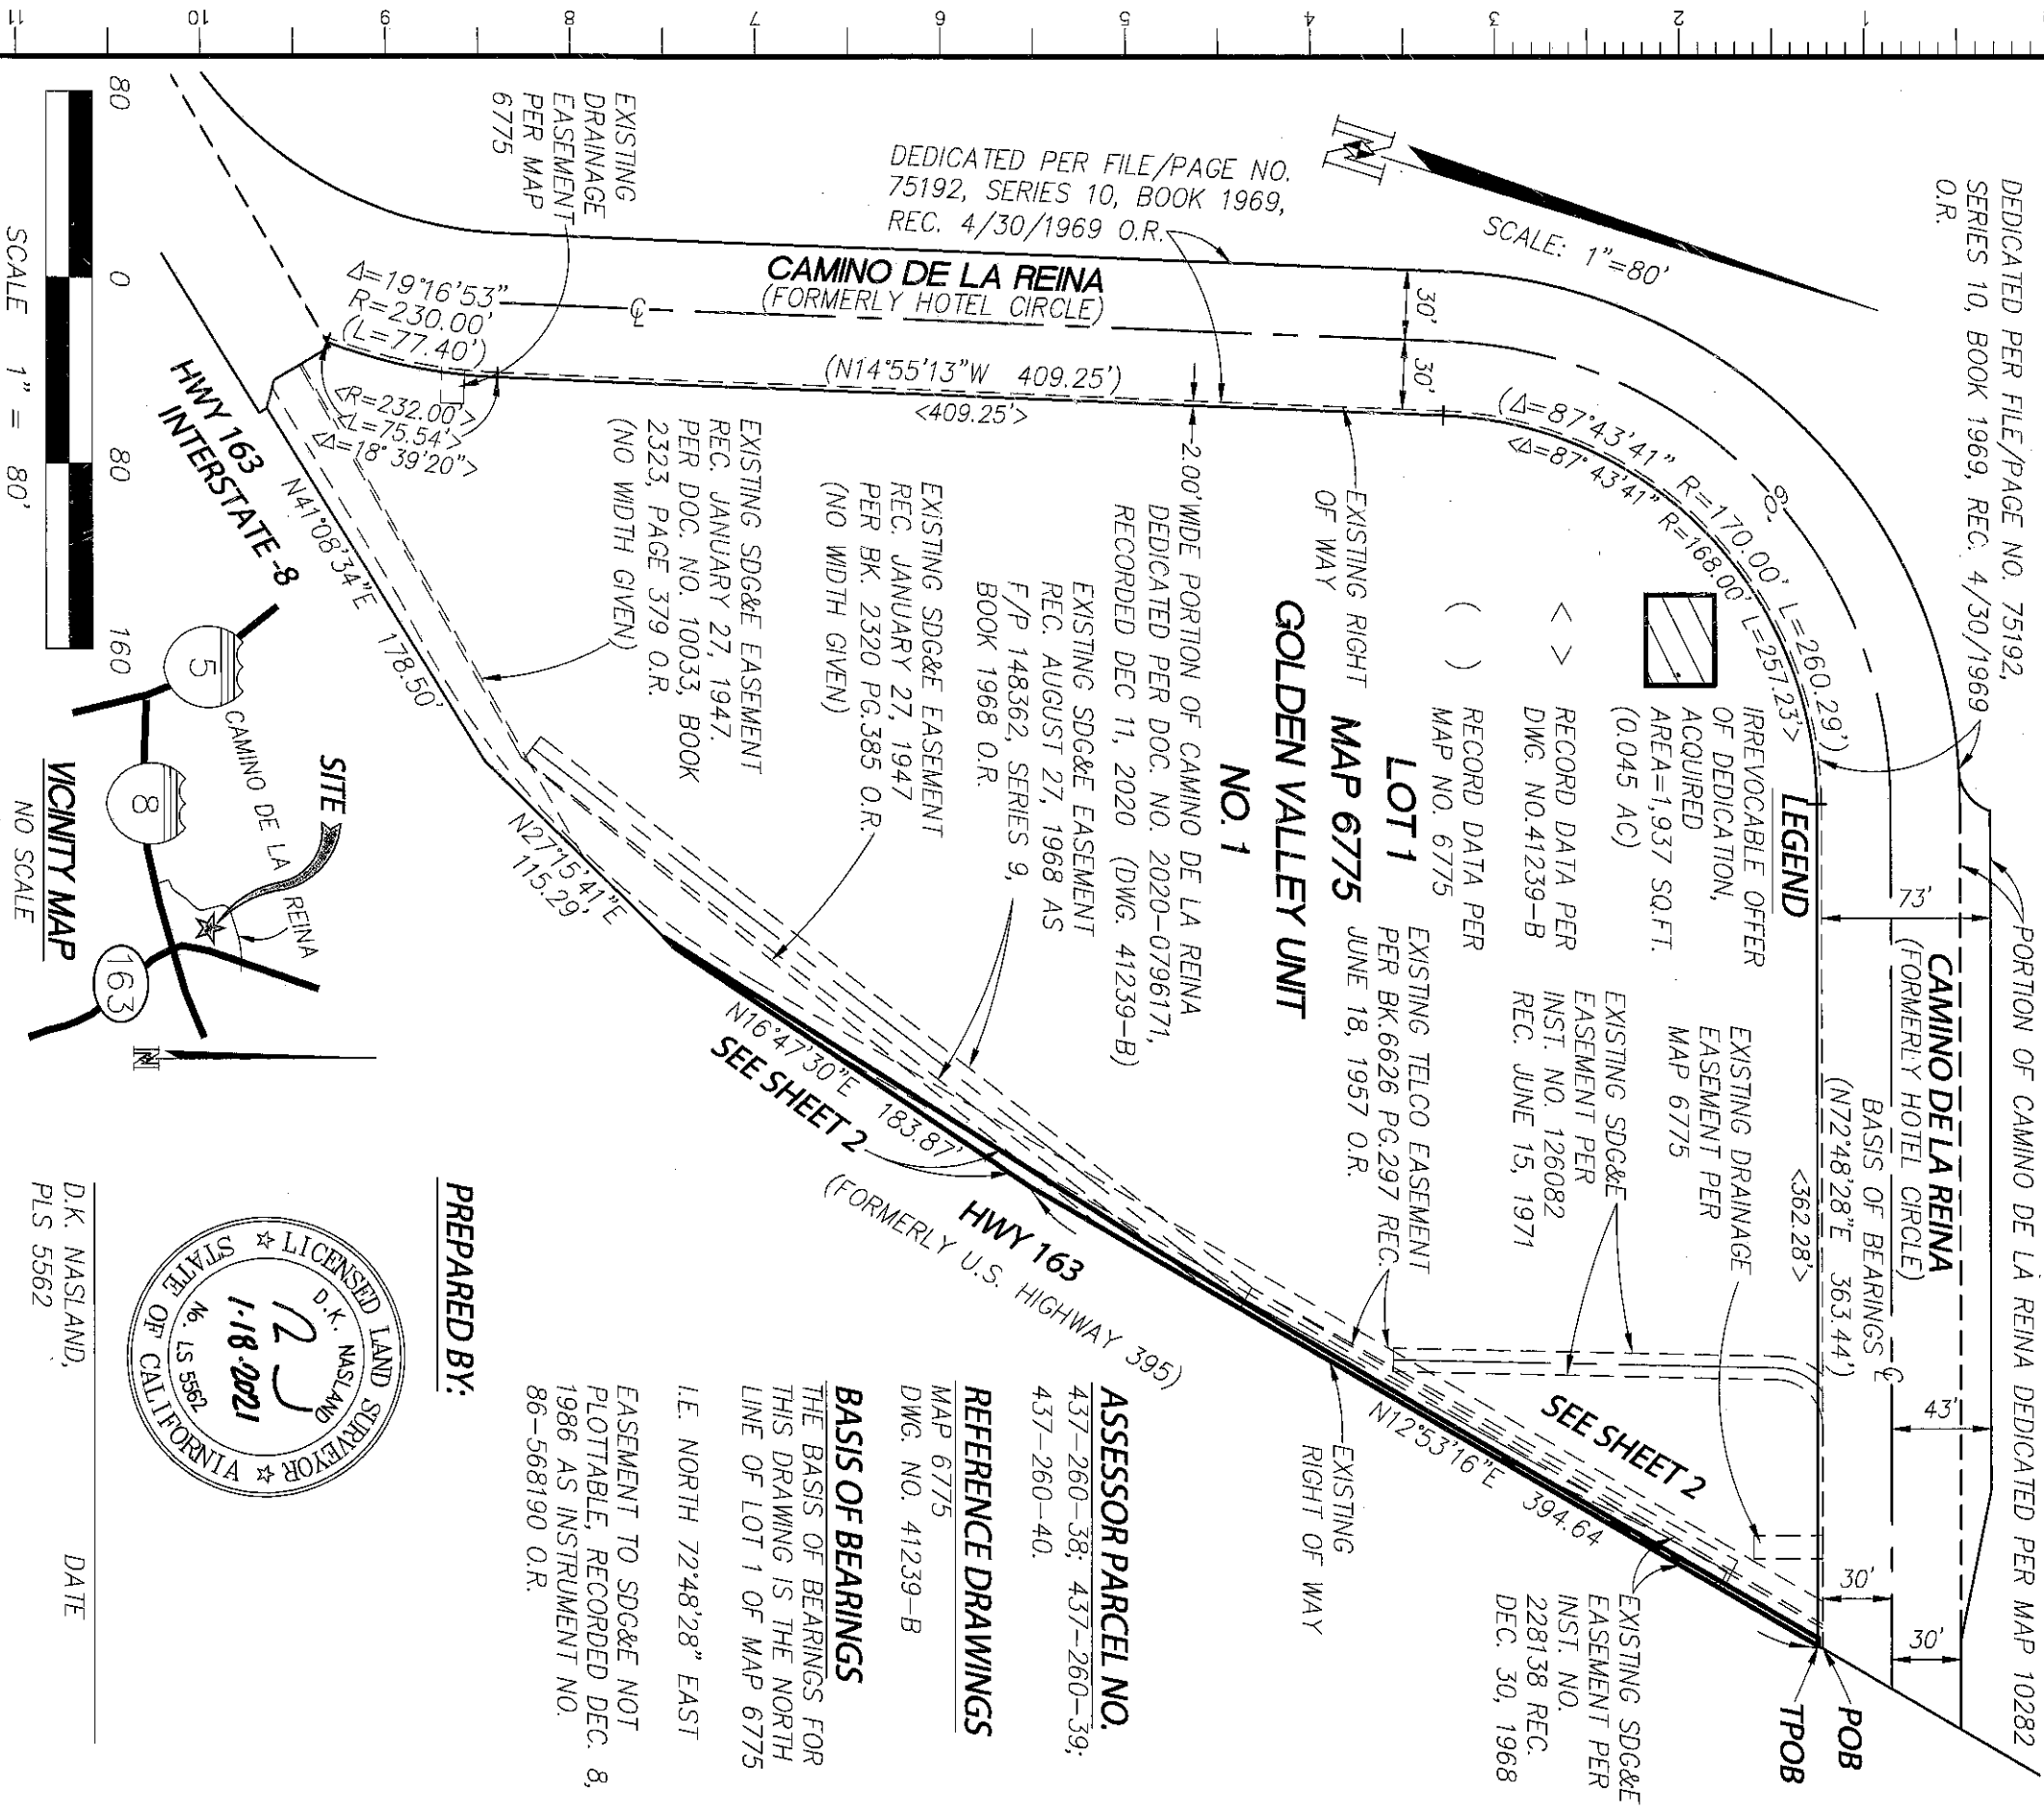 DEDICATED PER FILE/PAGE NO. 75192,
SERIES 10, BOOK 1969, REC. 4/30/1969
O.R.
PORTION OF CAMINO DE LA REINA DEDICATED PER MAP 10282
SCALE: 1"=80'
DEDICATED PER FILE/PAGE NO.
75192, SERIES 10, BOOK 1969,
REC. 4/30/1969 O.R.
EXISTING
DRAINAGE
EASEMENT
PER MAP
6775
CAMINO DE LA REINA
(FORMERLY HOTEL CIRCLE)
73'
43'
30'
30'
BASIS OF BEARINGS
(N72°48'28"E 363.44')
<362.28'>
POB
TPOB
CAMINO DE LA REINA
(FORMERLY HOTEL CIRCLE)
30'
30'
(Δ=87°43'41" R=170.00' L=260.29')
<Δ=87°43'41" R=168.00' L=257.23'>
(N14°55'13"W 409.25')
<409.25'>
Δ=19°16'53"
R=230.00'
(L=77.40')
<R=232.00'>
<L=75.54'>
<Δ=18°39'20">
LEGEND
IRREVOCABLE OFFER
OF DEDICATION,
ACQUIRED
AREA=1,937 SQ.FT.
(0.045 AC)
< > RECORD DATA PER
DWG. NO.41239-B
( ) RECORD DATA PER
MAP NO. 6775
EXISTING DRAINAGE
EASEMENT PER
MAP 6775
EXISTING SDG&E
EASEMENT PER
INST. NO. 126082
REC. JUNE 15, 1971
EXISTING TELCO EASEMENT
PER BK.6626 PG.297 REC.
JUNE 18, 1957 O.R.
LOT 1
MAP 6775
GOLDEN VALLEY UNIT
NO. 1
EXISTING RIGHT
OF WAY
2.00' WIDE PORTION OF CAMINO DE LA REINA
DEDICATED PER DOC. NO. 2020-0796171,
RECORDED DEC 11, 2020 (DWG. 41239-B)
EXISTING SDG&E EASEMENT
REC. AUGUST 27, 1968 AS
F/P 148362, SERIES 9,
BOOK 1968 O.R.
EXISTING SDG&E EASEMENT
REC. JANUARY 27, 1947
PER BK. 2320 PG.385 O.R.
(NO WIDTH GIVEN)
EXISTING SDG&E EASEMENT
REC. JANUARY 27, 1947.
PER DOC. NO. 10033, BOOK
2323, PAGE 379 O.R.
(NO WIDTH GIVEN)
SEE SHEET 2
N12°53'16"E 394.64
EXISTING SDG&E
EASEMENT PER
INST. NO.
228138 REC.
DEC. 30, 1968
EXISTING
RIGHT OF WAY
HWY 163
(FORMERLY U.S. HIGHWAY 395)
N16°47'30"E 183.87'
SEE SHEET 2
N27°15'41"E
115.29'
N41°08'34"E 178.50'
HWY 163
INTERSTATE-8
ASSESSOR PARCEL NO.
437-260-38; 437-260-39;
437-260-40.
REFERENCE DRAWINGS
MAP 6775
DWG. NO. 41239-B
BASIS OF BEARINGS
THE BASIS OF BEARINGS FOR
THIS DRAWING IS THE NORTH
LINE OF LOT 1 OF MAP 6775
I.E. NORTH 72°48'28" EAST
EASEMENT TO SDG&E NOT
PLOTTABLE, RECORDED DEC. 8,
1986 AS INSTRUMENT NO.
86-568190 O.R.
PREPARED BY:
LICENSED LAND SURVEYOR
STATE OF CALIFORNIA
D.K. NASLAND
1-18-2021
No. LS 5562
D.K. NASLAND, DATE
PLS 5562
SITE
CAMINO DE LA
REINA
5
8
163
VICINITY MAP
NO SCALE
80 0 80 160
SCALE 1" = 80'
1 2 3 4 5 6 7 8 9 10 11